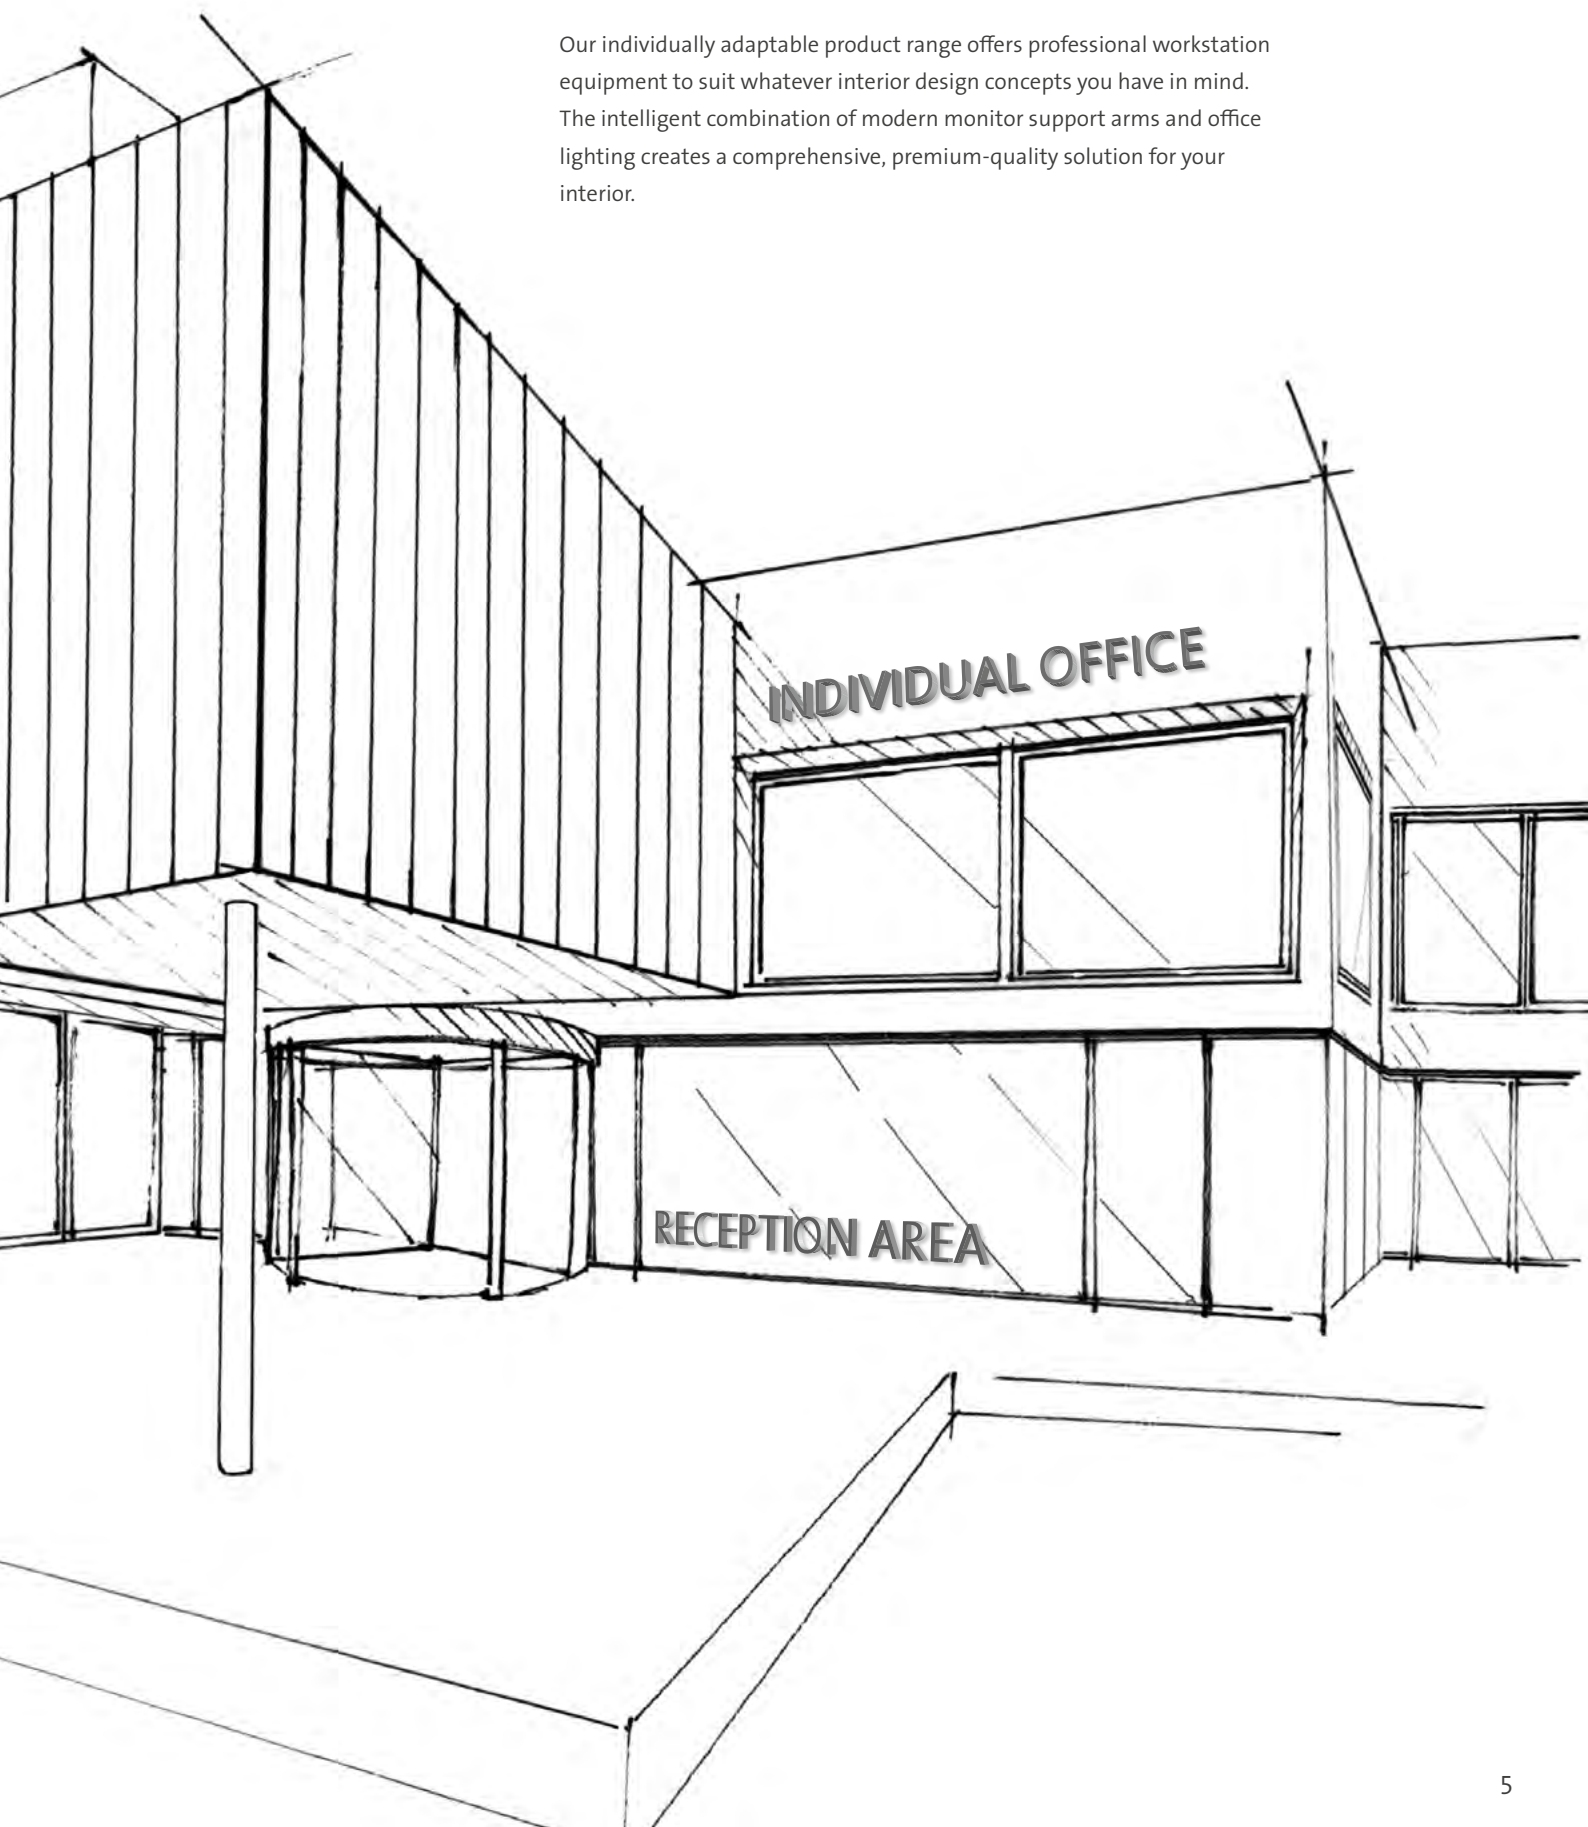 Our individually adaptable product range offers professional workstation
equipment to suit whatever interior design concepts you have in mind.
The intelligent combination of modern monitor support arms and office
lighting creates a comprehensive, premium-quality solution for your
interior.
INDIVIDUAL OFFICE
RECEPTION AREA
5